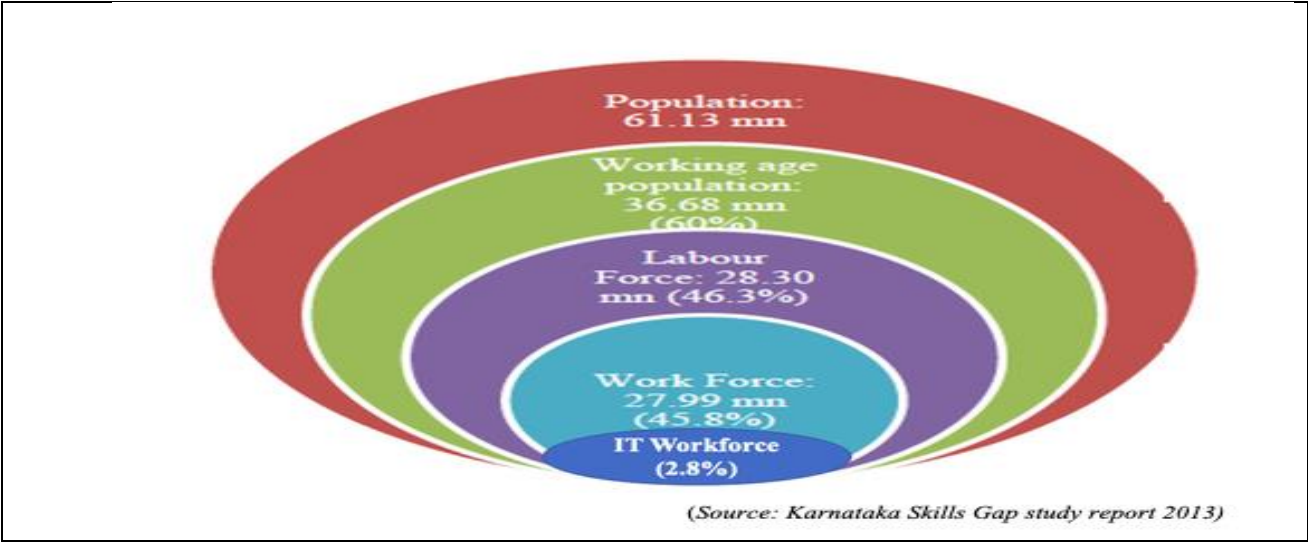 Population:
61.13 mn
Working age
population:
36.68 mn
(60%)
Labour
Force: 28.30
mn (46.3%)
Work Force:
27.99 mn
(45.8%)
IT Workforce
(2.8%)
(Source: Karnataka Skills Gap study report 2013)